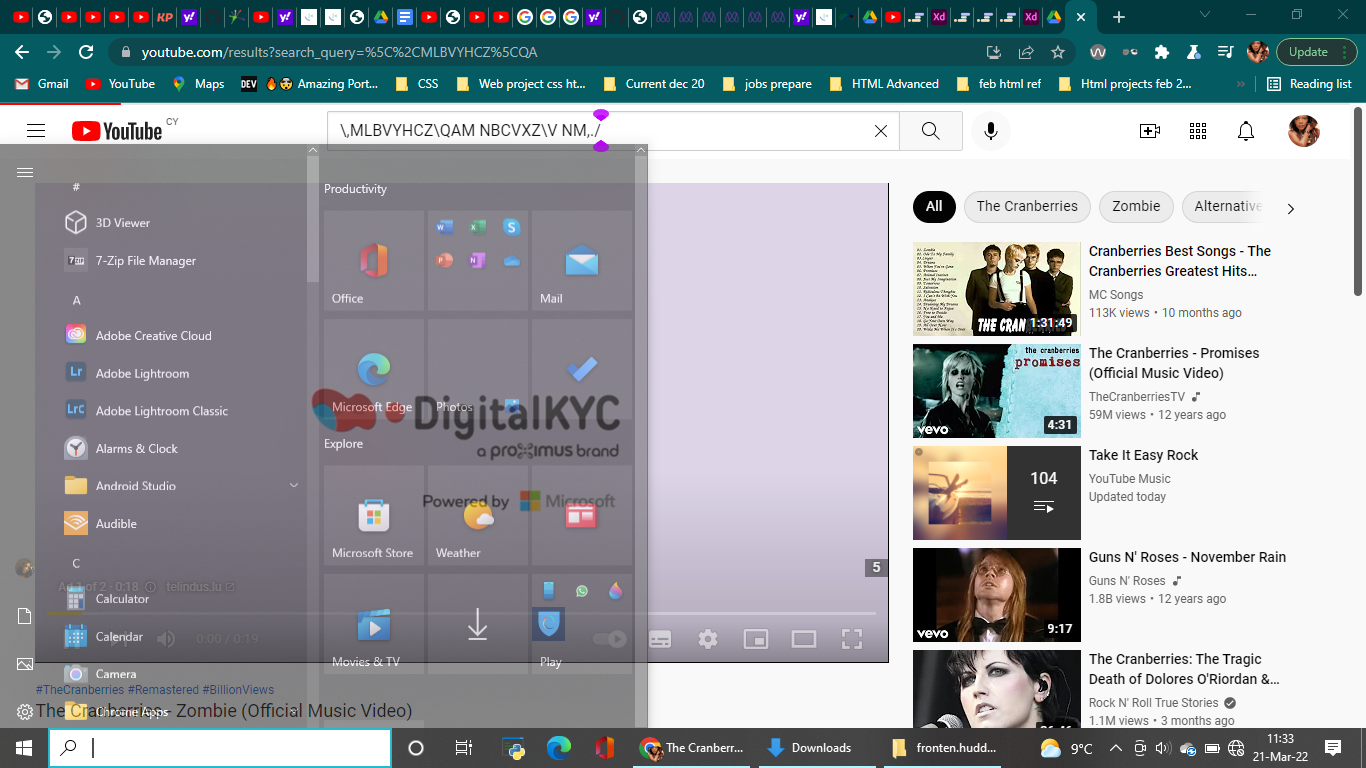 youtube.com/results?search_query=%5C%2CMLBVYHCZ%5CQA
Update
Gmail
YouTube
Maps
DEV
Amazing Port...
CSS
Web project css ht...
Current dec 20
jobs prepare
HTML Advanced
feb html ref
Html projects feb 2...
»
Reading list
YouTube CY
\,MLBVYHCZ\QAM NBCVXZ\V NM,./
#
3D Viewer
7-Zip File Manager
A
Adobe Creative Cloud
Adobe Lightroom
Adobe Lightroom Classic
Alarms & Clock
Android Studio
Audible
C
Calculator
Calendar
Camera
Chrome Apps
Productivity
Office
Mail
Microsoft Edge
Photos
Explore
Microsoft Store
Weather
Movies & TV
Play
DigitalKYC
a proximus brand
Powered by Microsoft
Ad 1 of 2 · 0:18
telindus.lu
0:00 / 0:19
5
#TheCranberries #Remastered #BillionViews
The Cranberries - Zombie (Official Music Video)
All
The Cranberries
Zombie
Alternative
Cranberries Best Songs - The
Cranberries Greatest Hits...
MC Songs
113K views • 10 months ago
THE CRAN
1:31:49
The Cranberries - Promises
(Official Music Video)
TheCranberriesTV
59M views • 12 years ago
the cranberries
promises
vevo
4:31
Take It Easy Rock
YouTube Music
Updated today
104
Guns N' Roses - November Rain
Guns N' Roses
1.8B views • 12 years ago
vevo
9:17
The Cranberries: The Tragic
Death of Dolores O'Riordan &...
Rock N' Roll True Stories
1.1M views • 3 months ago
The Cranberr...
Downloads
fronten.hudd...
9°C
11:33
21-Mar-22